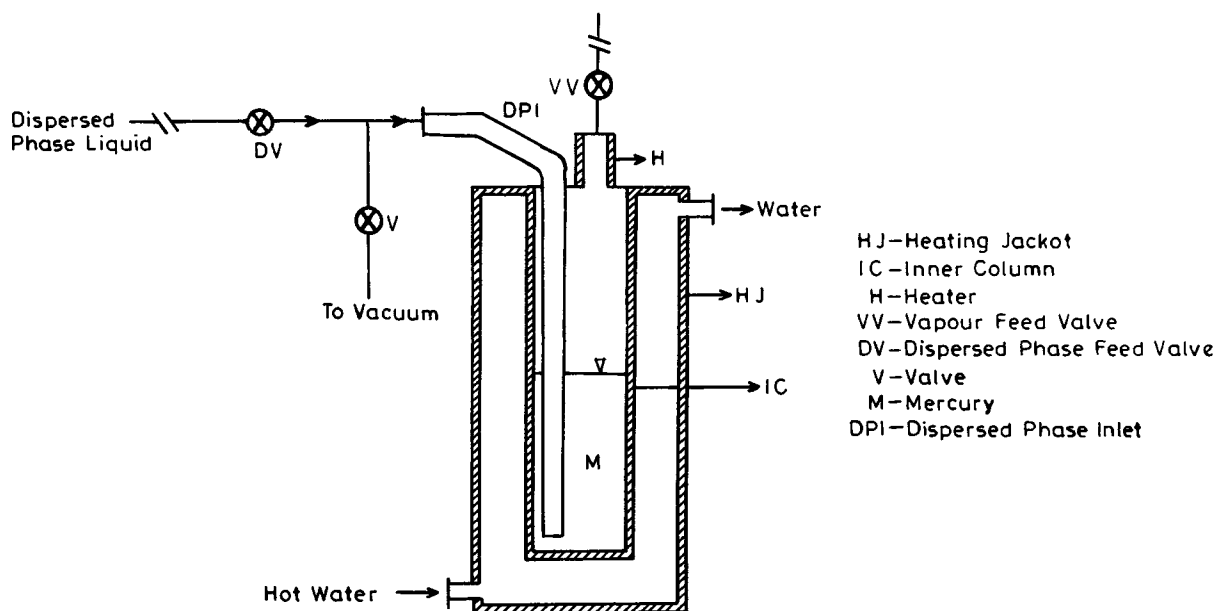 VV
DPI
Dispersed
Phase Liquid
DV
H
Water
V
HJ
To Vacuum
IC
M
Hot Water
HJ-Heating Jackot
IC-Inner Column
H-Heater
VV-Vapour Feed Valve
DV-Dispersed Phase Feed Valve
V-Valve
M-Mercury
DPI-Dispersed Phase Inlet